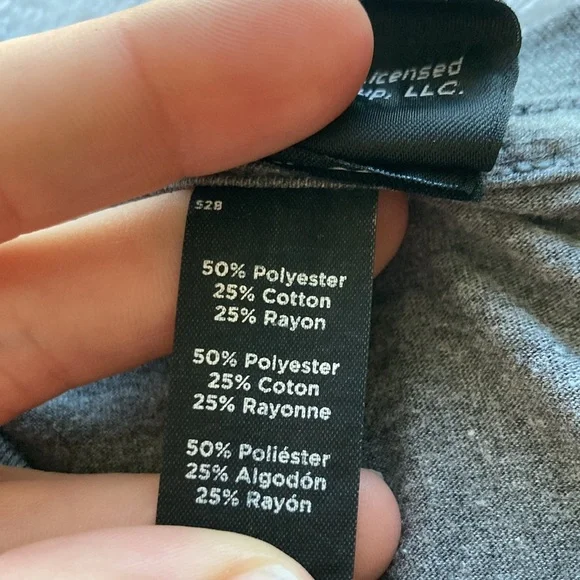 Licensed
LLC.
52B
50% Polyester
25% Cotton
25% Rayon
50% Polyester
25% Coton
25% Rayonne
50% Poliéster
25% Algodón
25% Rayón